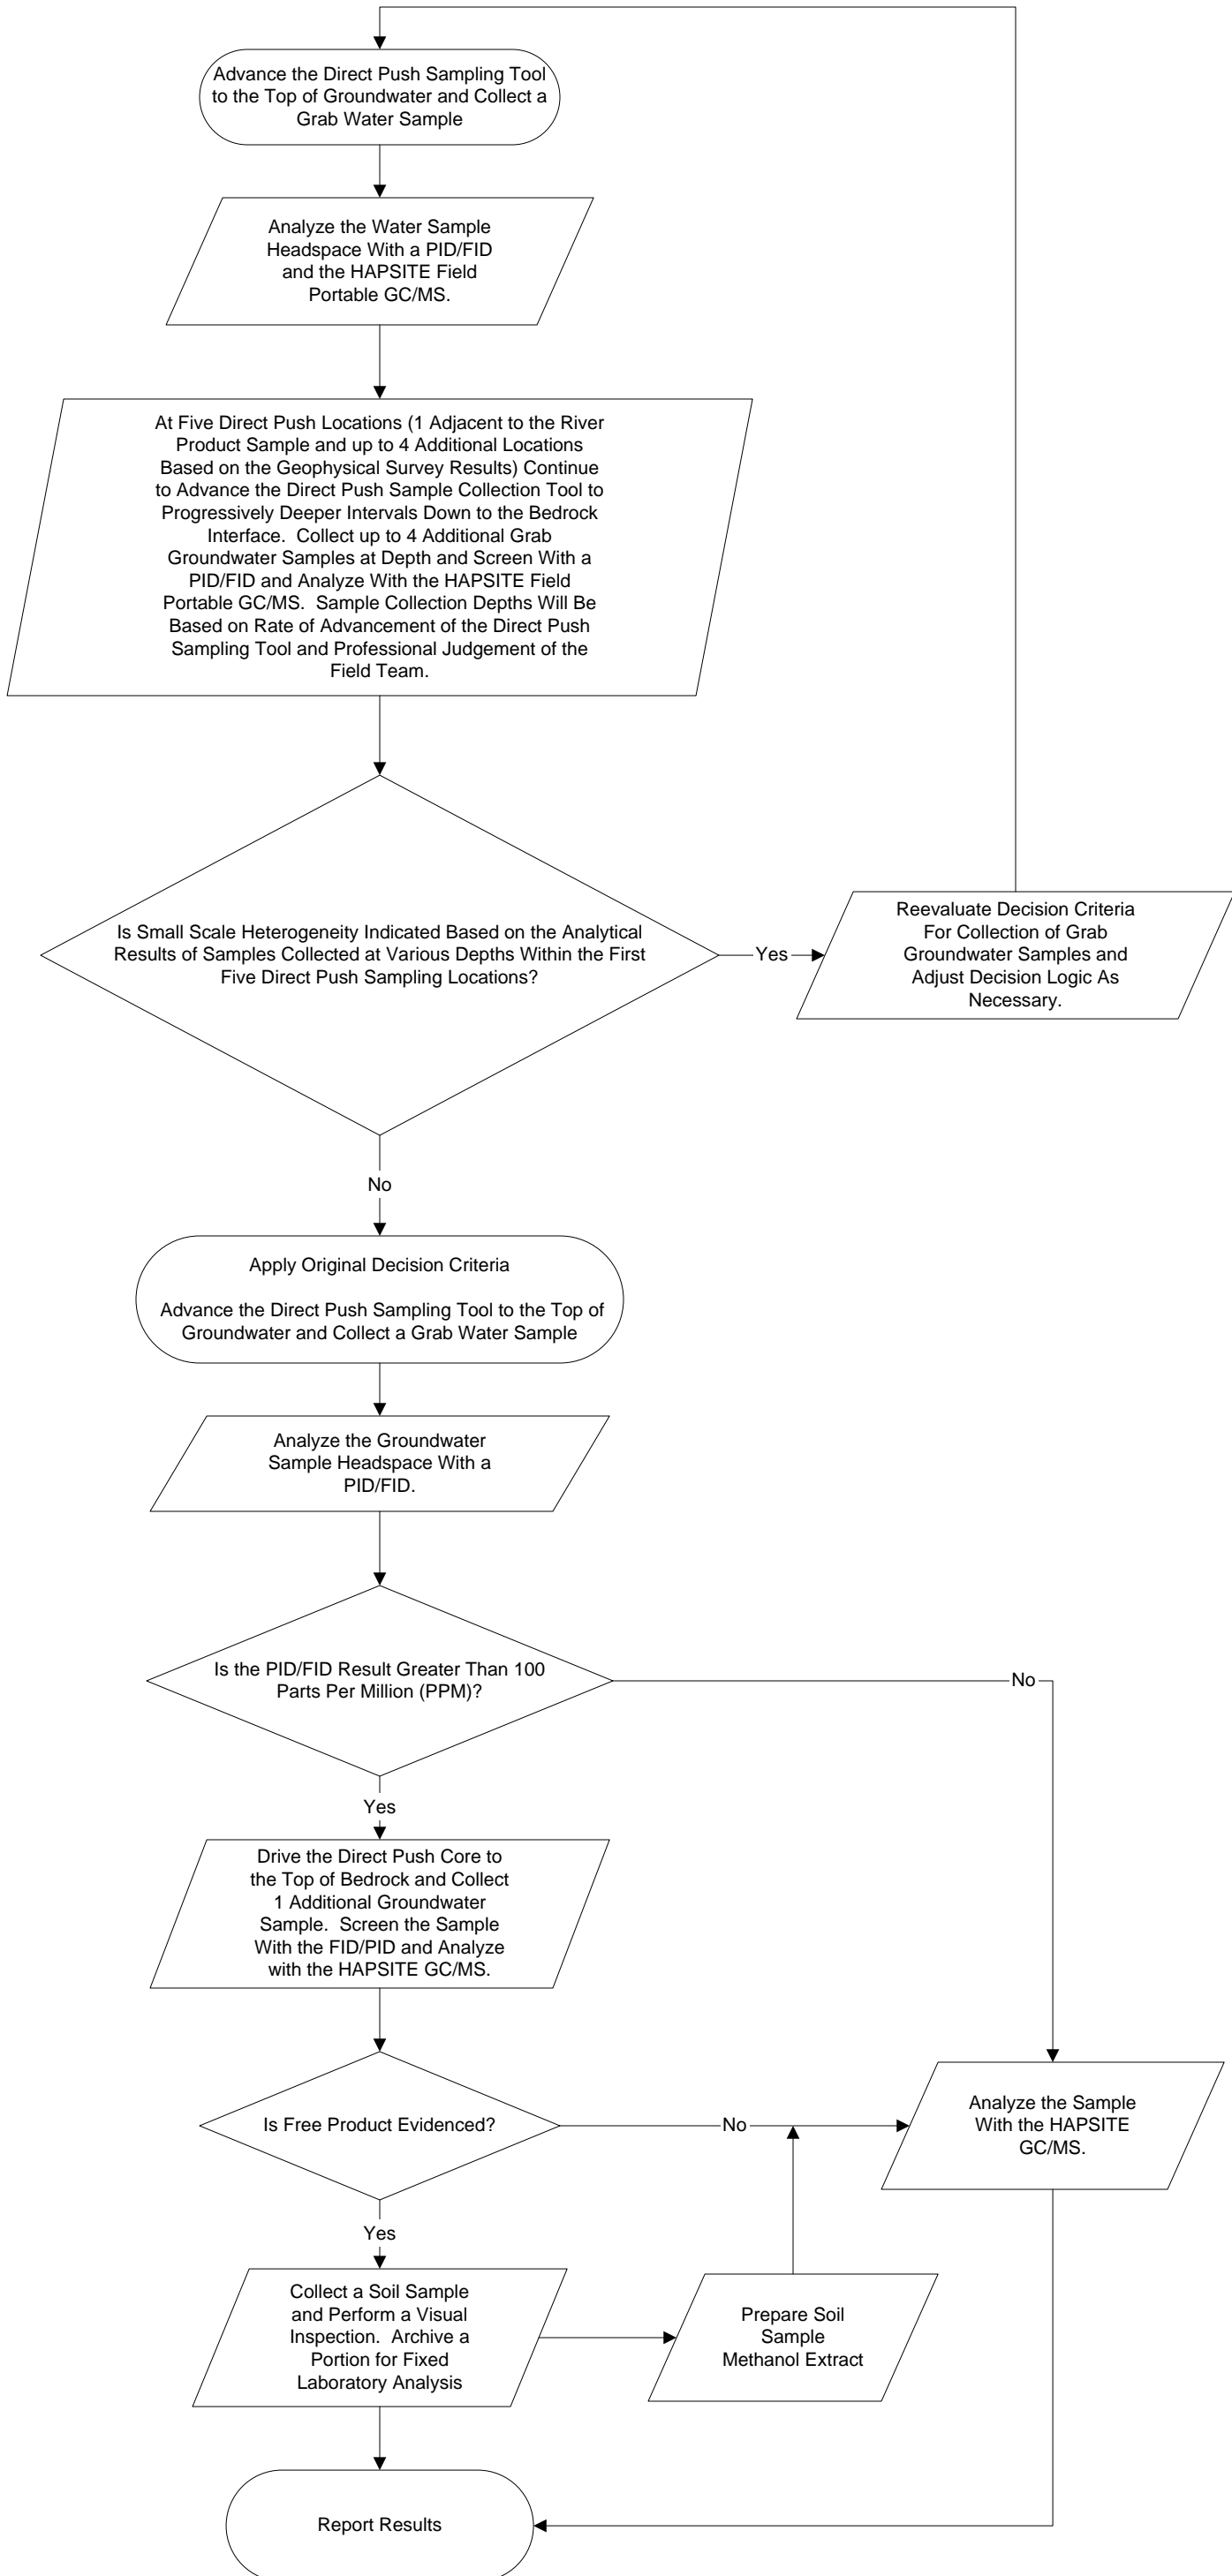 Advance the Direct Push Sampling Tool
to the Top of Groundwater and Collect a
Grab Water Sample
Analyze the Water Sample
Headspace With a PID/FID
and the HAPSITE Field
Portable GC/MS.
At Five Direct Push Locations (1 Adjacent to the River
Product Sample and up to 4 Additional Locations
Based on the Geophysical Survey Results) Continue
to Advance the Direct Push Sample Collection Tool to
Progressively Deeper Intervals Down to the Bedrock
Interface.  Collect up to 4 Additional Grab
Groundwater Samples at Depth and Screen With a
PID/FID and Analyze With the HAPSITE Field
Portable GC/MS.  Sample Collection Depths Will Be
Based on Rate of Advancement of the Direct Push
Sampling Tool and Professional Judgement of the
Field Team.
Is Small Scale Heterogeneity Indicated Based on the Analytical
Results of Samples Collected at Various Depths Within the First
Five Direct Push Sampling Locations?
Yes
Reevaluate Decision Criteria
For Collection of Grab
Groundwater Samples and
Adjust Decision Logic As
Necessary.
No
Apply Original Decision Criteria
Advance the Direct Push Sampling Tool to the Top of
Groundwater and Collect a Grab Water Sample
Analyze the Groundwater
Sample Headspace With a
PID/FID.
Is the PID/FID Result Greater Than 100
Parts Per Million (PPM)?
No
Yes
Drive the Direct Push Core to
the Top of Bedrock and Collect
1 Additional Groundwater
Sample.  Screen the Sample
With the FID/PID and Analyze
with the HAPSITE GC/MS.
Is Free Product Evidenced?
No
Analyze the Sample
With the HAPSITE
GC/MS.
Yes
Collect a Soil Sample
and Perform a Visual
Inspection.  Archive a
Portion for Fixed
Laboratory Analysis
Prepare Soil
Sample
Methanol Extract
Report Results